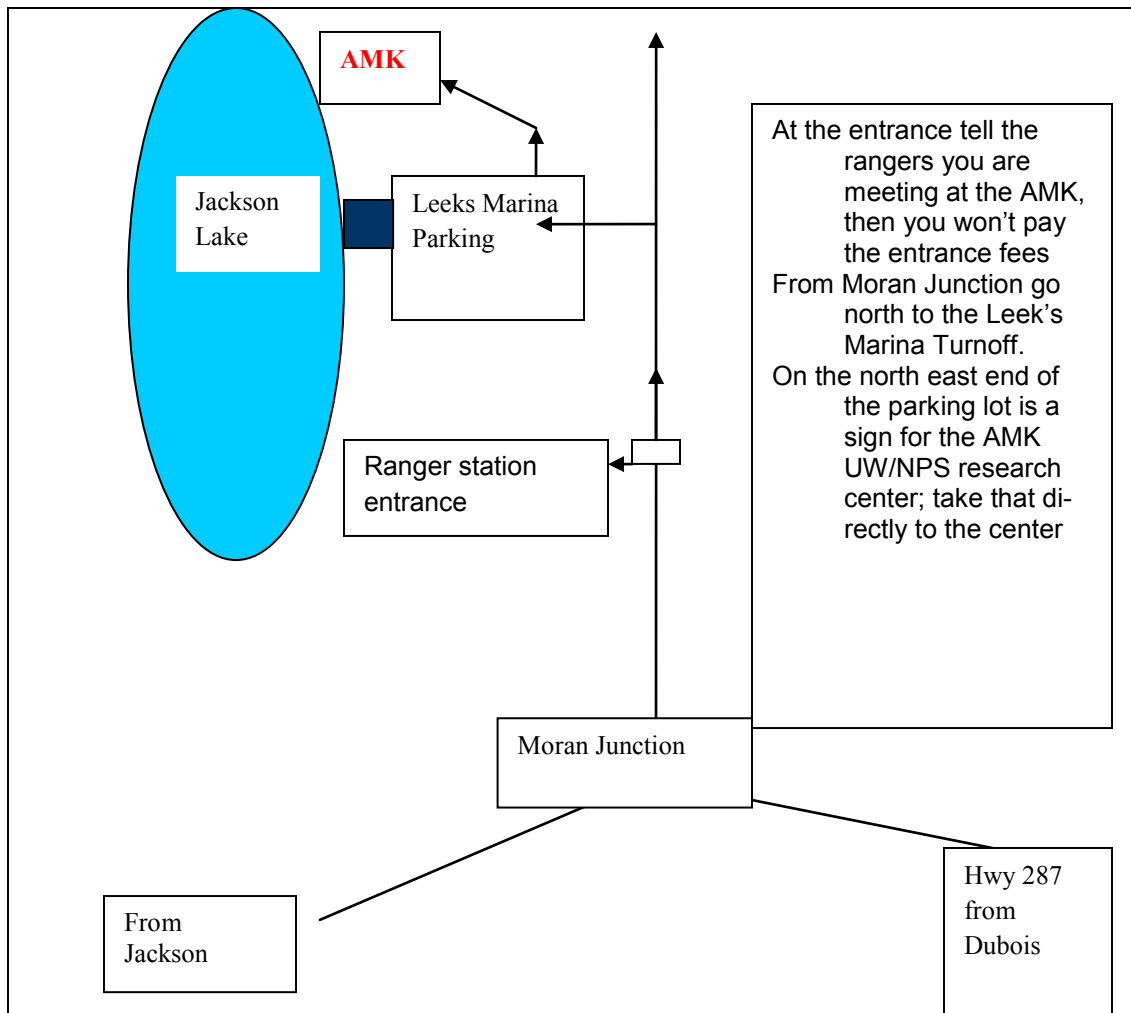 AMK
Jackson
Lake
Leeks Marina
Parking
At the entrance tell the
rangers you are
meeting at the AMK,
then you won't pay
the entrance fees
From Moran Junction go
north to the Leek's
Marina Turnoff.
On the north east end of
the parking lot is a
sign for the AMK
UW/NPS research
center; take that di-
rectly to the center
Ranger station
entrance
Moran Junction
From
Jackson
Hwy 287
from
Dubois